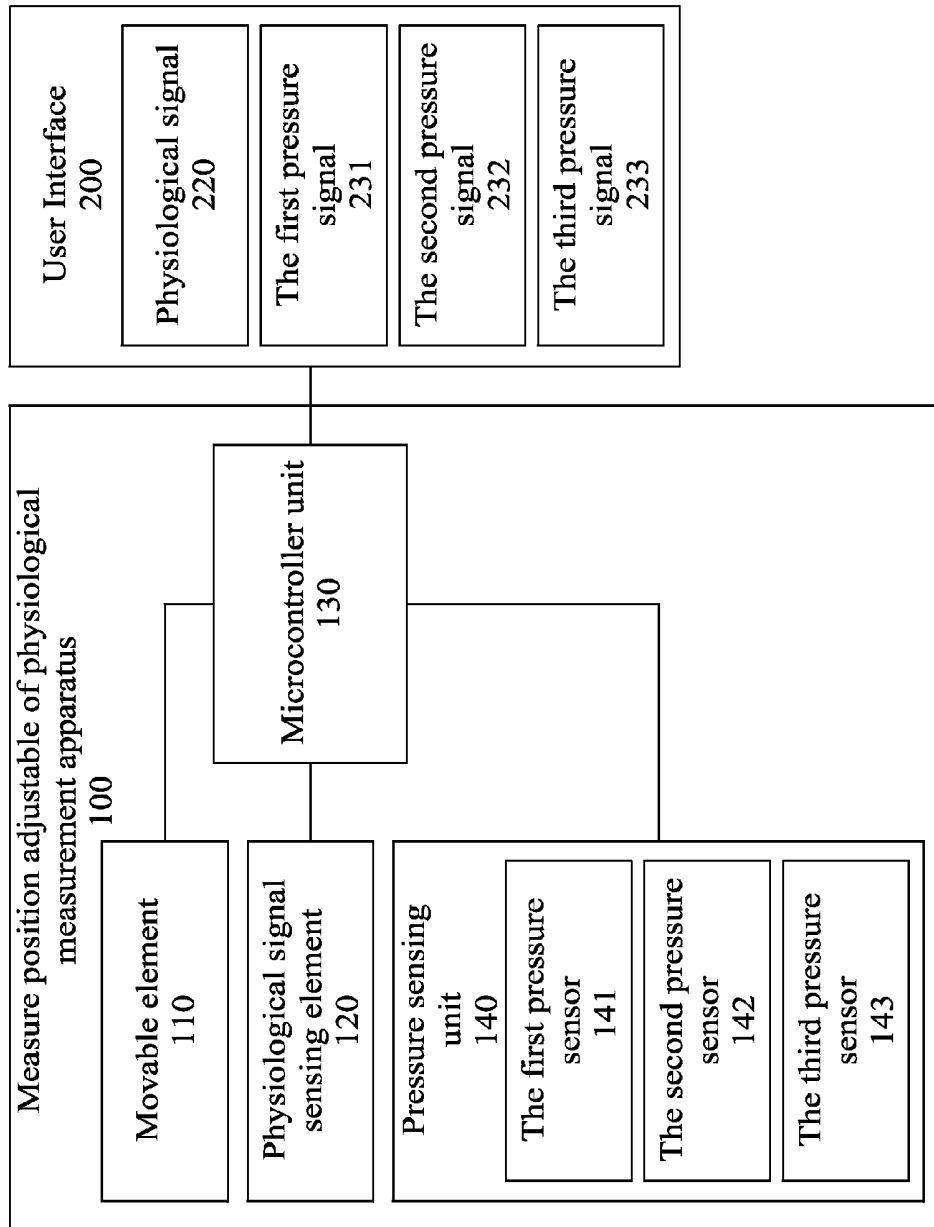 Measure position adjustable of physiological
measurement apparatus
100
Movable element
110
Physiological signal
sensing element
120
Pressure sensing
unit
140
The first pressure
sensor
141
The second pressure
sensor
142
The third pressure
sensor
143
Microcontroller unit
130
User Interface
200
Physiological signal
220
The first pressure
signal
231
The second pressure
signal
232
The third pressure
signal
233